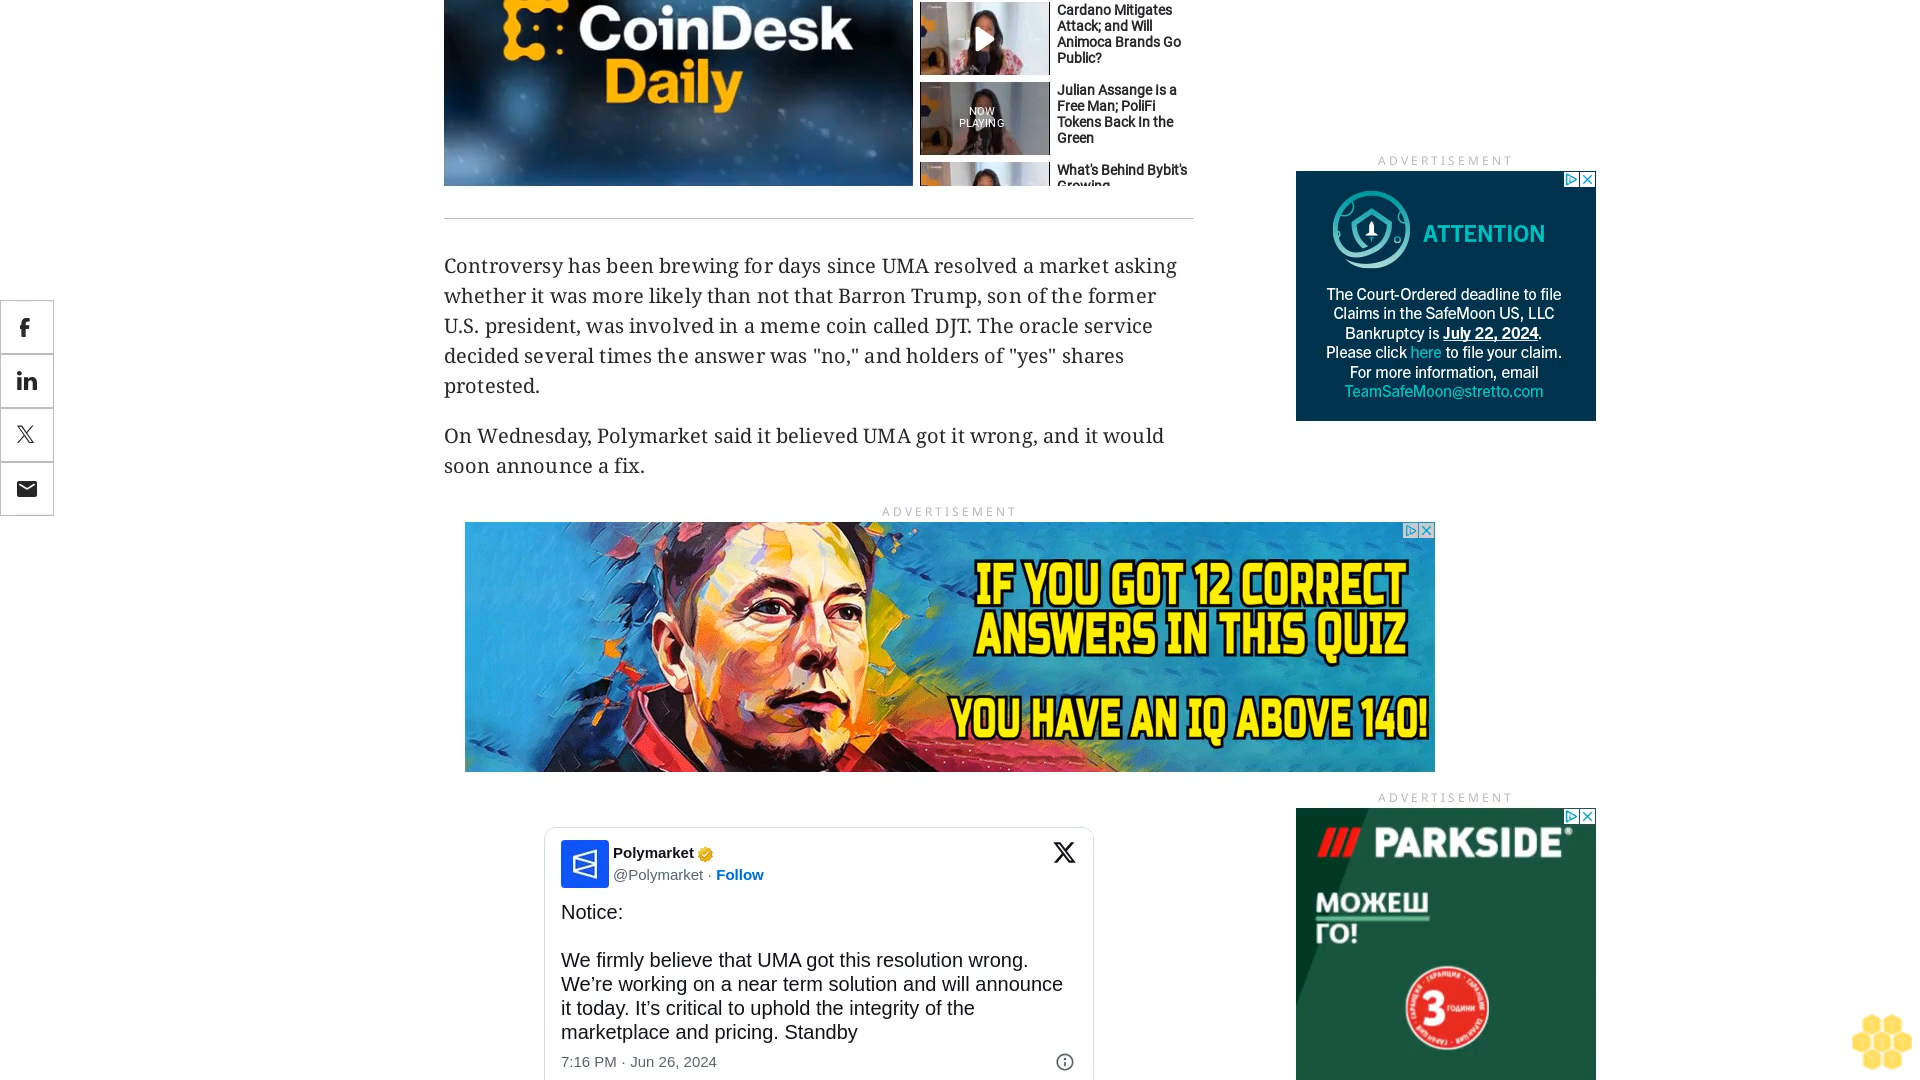 CoinDesk
Daily
Cardano Mitigates
Attack; and Will
Animoca Brands Go
Public?
NOW
PLAYING
Julian Assange Is a
Free Man; PoliFi
Tokens Back In the
Green
What's Behind Bybit's
Growing
Controversy has been brewing for days since UMA resolved a market asking
whether it was more likely than not that Barron Trump, son of the former
U.S. president, was involved in a meme coin called DJT. The oracle service
decided several times the answer was "no," and holders of "yes" shares
protested.
On Wednesday, Polymarket said it believed UMA got it wrong, and it would
soon announce a fix.
ADVERTISEMENT
ATTENTION
The Court-Ordered deadline to file
Claims in the SafeMoon US, LLC
Bankruptcy is July 22, 2024.
Please click here to file your claim.
For more information, email
TeamSafeMoon@stretto.com
ADVERTISEMENT
IF YOU GOT 12 CORRECT
ANSWERS IN THIS QUIZ
YOU HAVE AN IQ ABOVE 140!
Polymarket
@Polymarket · Follow
Notice:
We firmly believe that UMA got this resolution wrong.
We’re working on a near term solution and will announce
it today. It’s critical to uphold the integrity of the
marketplace and pricing. Standby
7:16 PM · Jun 26, 2024
ADVERTISEMENT
PARKSIDE®
МОЖЕШ
ГО!
ГАРАНЦИЯ · ГАРАНЦИЯ · ГАРАНЦИЯ · ГАРАНЦИЯ
3 ГОДИНИ